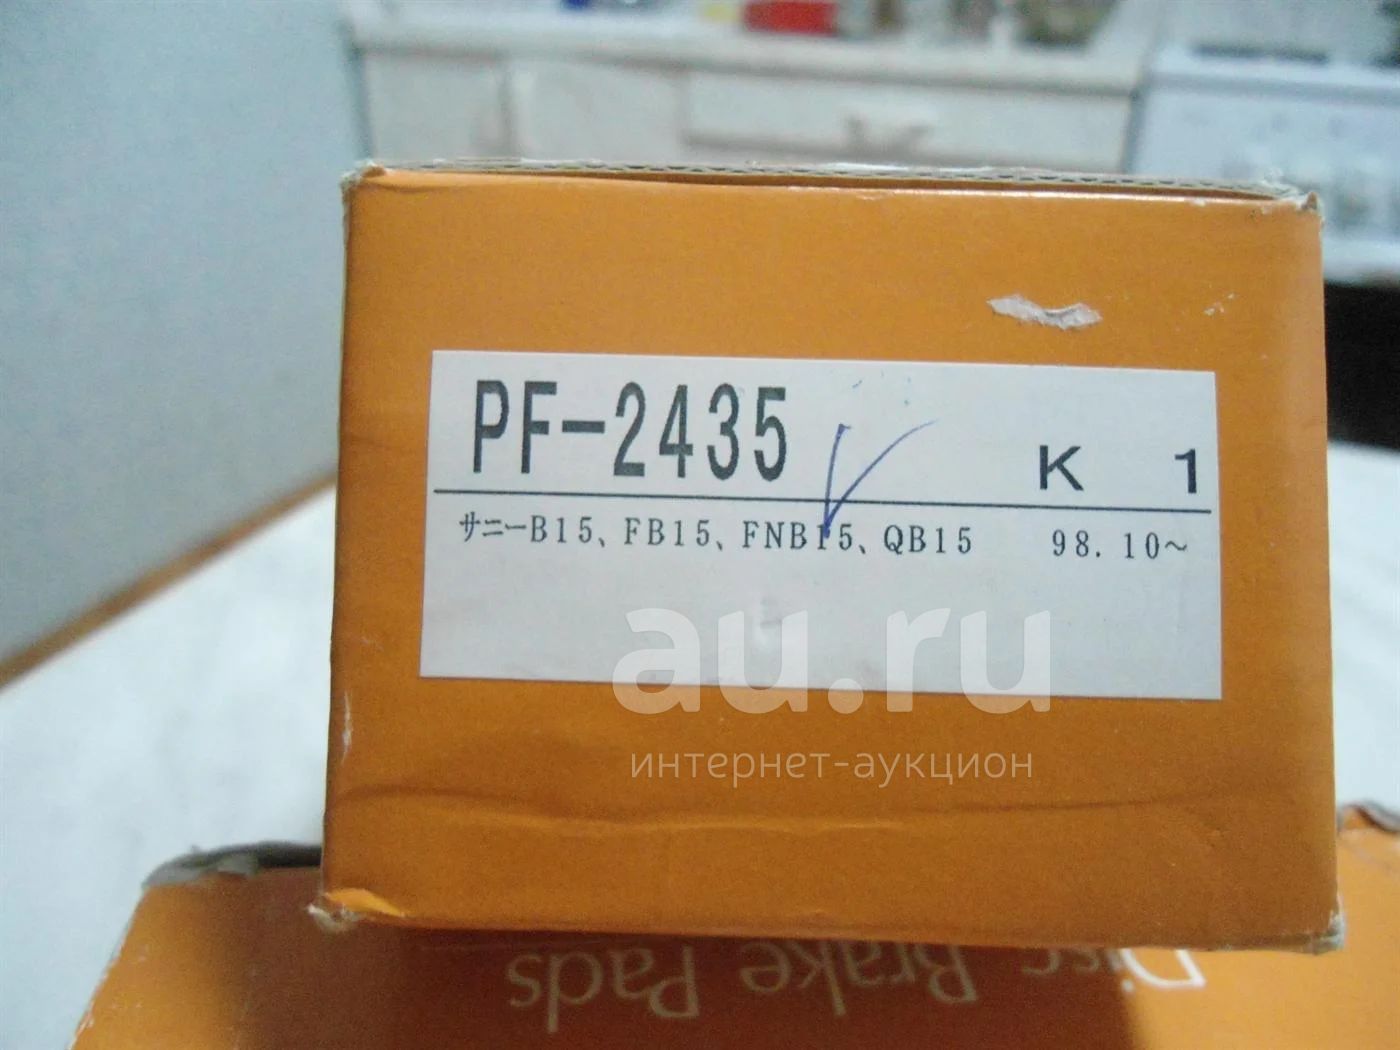 PF-2435
K 1
サニーB15、FB15、FNB15、QB15 98.10~
au.ru
интернет-аукцион
Disc Brake Pads